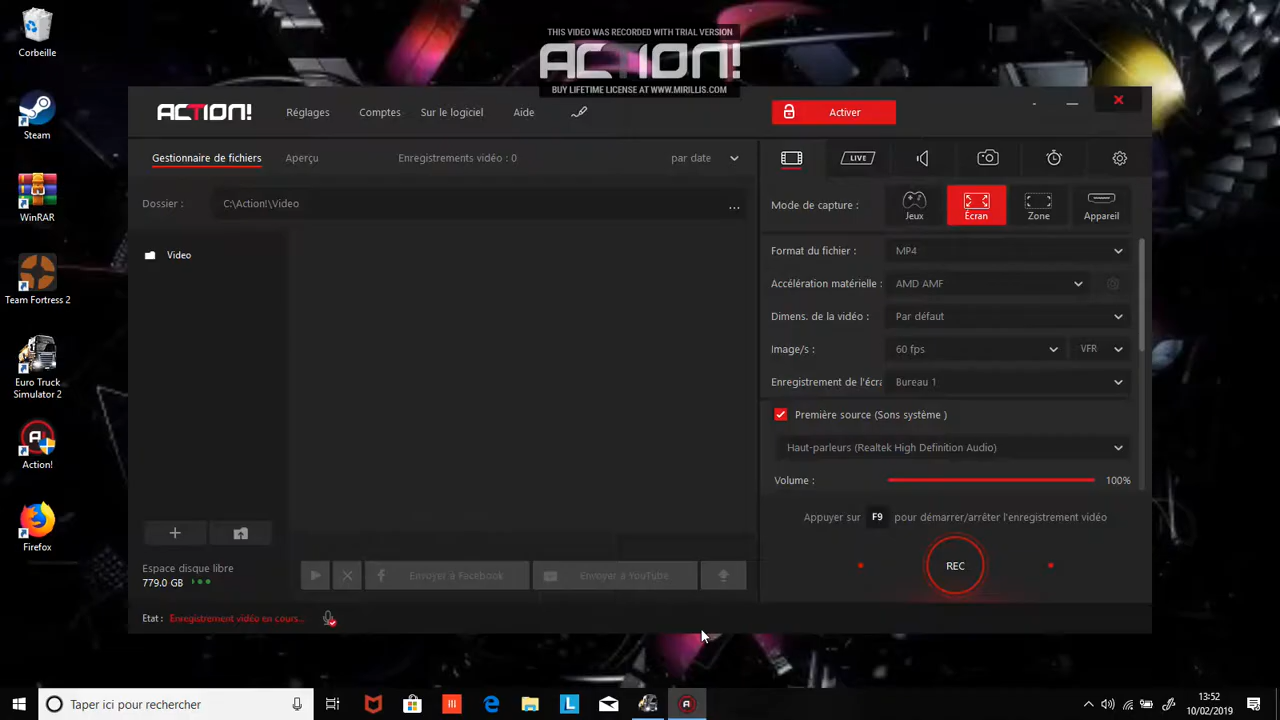 Corbeille
Steam
WinRAR
Team Fortress 2
Euro Truck
Simulator 2
Action!
Firefox
THIS VIDEO WAS RECORDED WITH TRIAL VERSION
ACTION!
BUY LIFETIME LICENSE AT WWW.MIRILLIS.COM
ACTION!
Réglages
Comptes
Sur le logiciel
Aide
Activer
Gestionnaire de fichiers
Aperçu
Enregistrements vidéo : 0
par date
LIVE
Dossier :
C:\Action!\Video
...
Mode de capture :
Jeux
Écran
Zone
Appareil
Video
Format du fichier :
MP4
Accélération matérielle :
AMD AMF
Dimens. de la vidéo :
Par défaut
Image/s :
60 fps
VFR
Enregistrement de l'écra
Bureau 1
Première source (Sons système )
Haut-parleurs (Realtek High Definition Audio)
Volume :
100%
Appuyer sur F9 pour démarrer/arrêter l'enregistrement vidéo
REC
Espace disque libre
779.0 GB
Envoyer à Facebook
Envoyer à YouTube
Etat : Enregistrement vidéo en cours...
Taper ici pour rechercher
13:52
10/02/2019